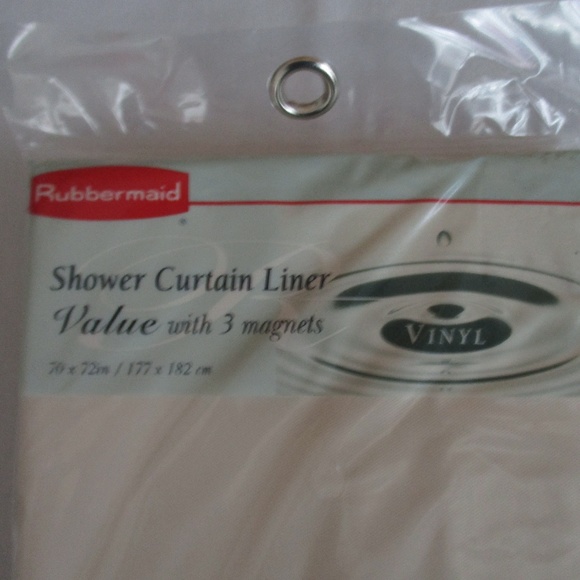 Rubbermaid
Shower Curtain Liner
Value with 3 magnets
VINYL
70 x 72in / 177 x 182 cm